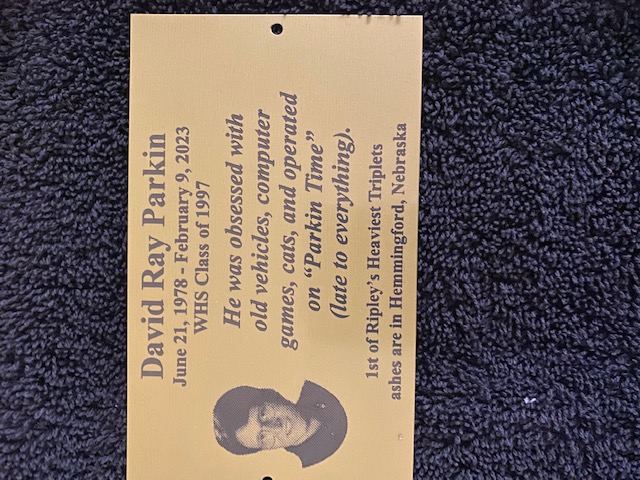 David Ray Parkin
June 21, 1978 - February 9, 2023
WHS Class of 1997
He was obsessed with
old vehicles, computer
games, cats, and operated
on “Parkin Time”
(late to everything).
1st of Ripley's Heaviest Triplets
ashes are in Hemmingford, Nebraska